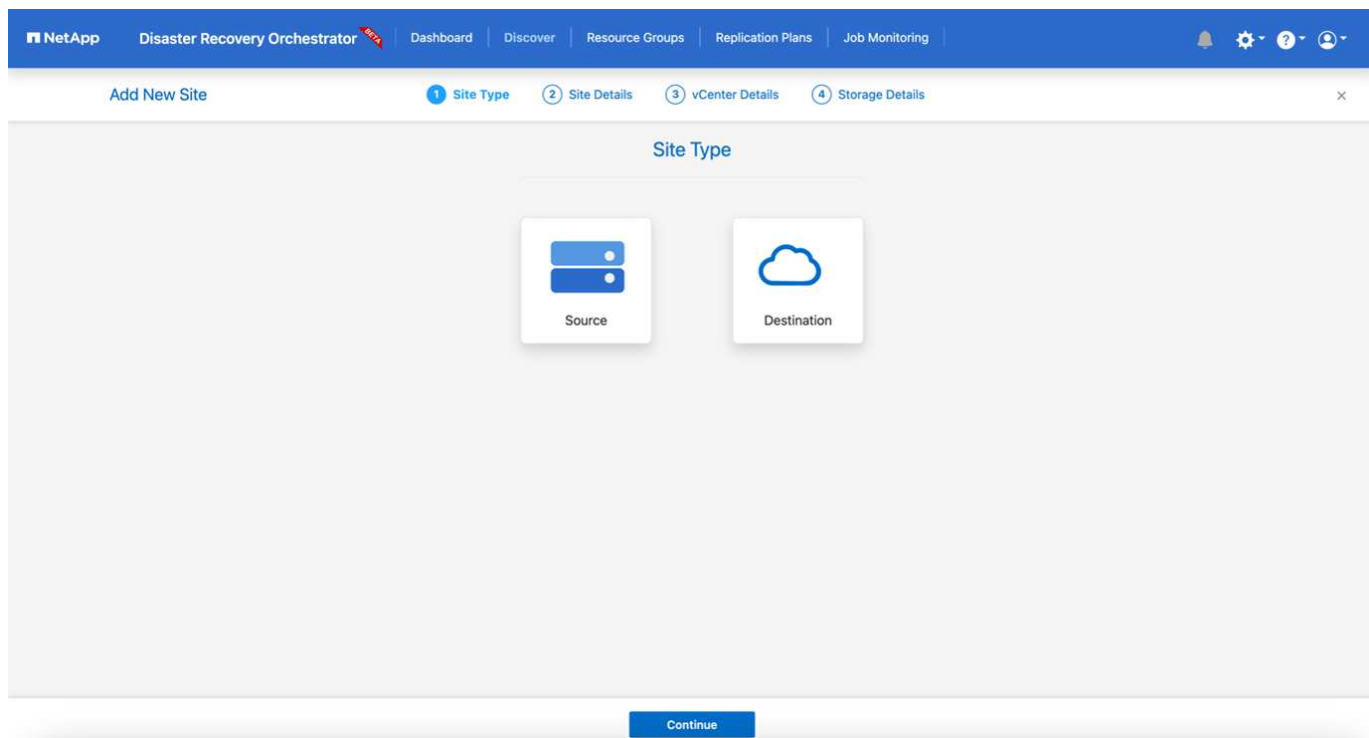 NetApp Disaster Recovery Orchestrator BETA Dashboard Discover Resource Groups Replication Plans Job Monitoring ?
Add New Site 1 Site Type 2 Site Details 3 vCenter Details 4 Storage Details
Site Type
Source Destination
Continue